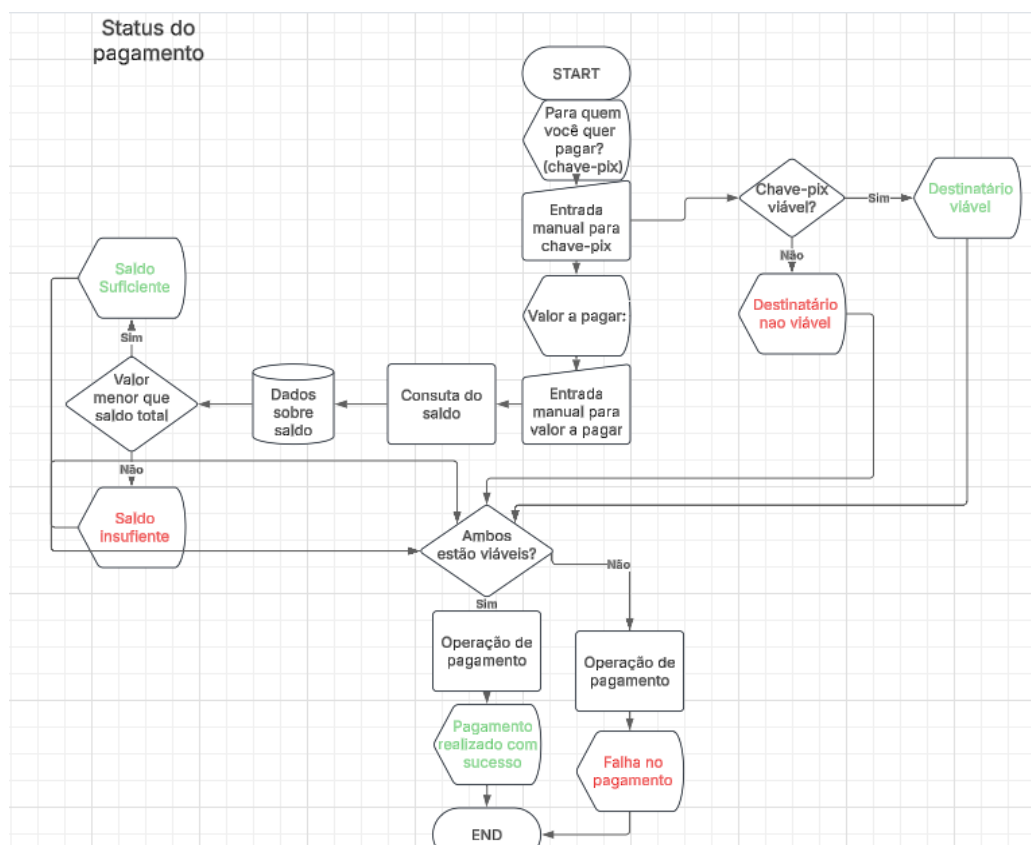 Status do
pagamento
START
Para quem
você quer
pagar?
(chave-pix)
Entrada
manual para
chave-pix
Chave-pix
viável?
Sim
Destinatário
viável
Não
Destinatário
nao viável
Valor a pagar:
Entrada
manual para
valor a pagar
Consuta do
saldo
Dados
sobre
saldo
Valor
menor que
saldo total
Sim
Saldo
Suficiente
Não
Saldo
insufiente
Ambos
estão viáveis?
Sim
Não
Operação de
pagamento
Operação de
pagamento
Pagamento
realizado com
sucesso
Falha no
pagamento
END